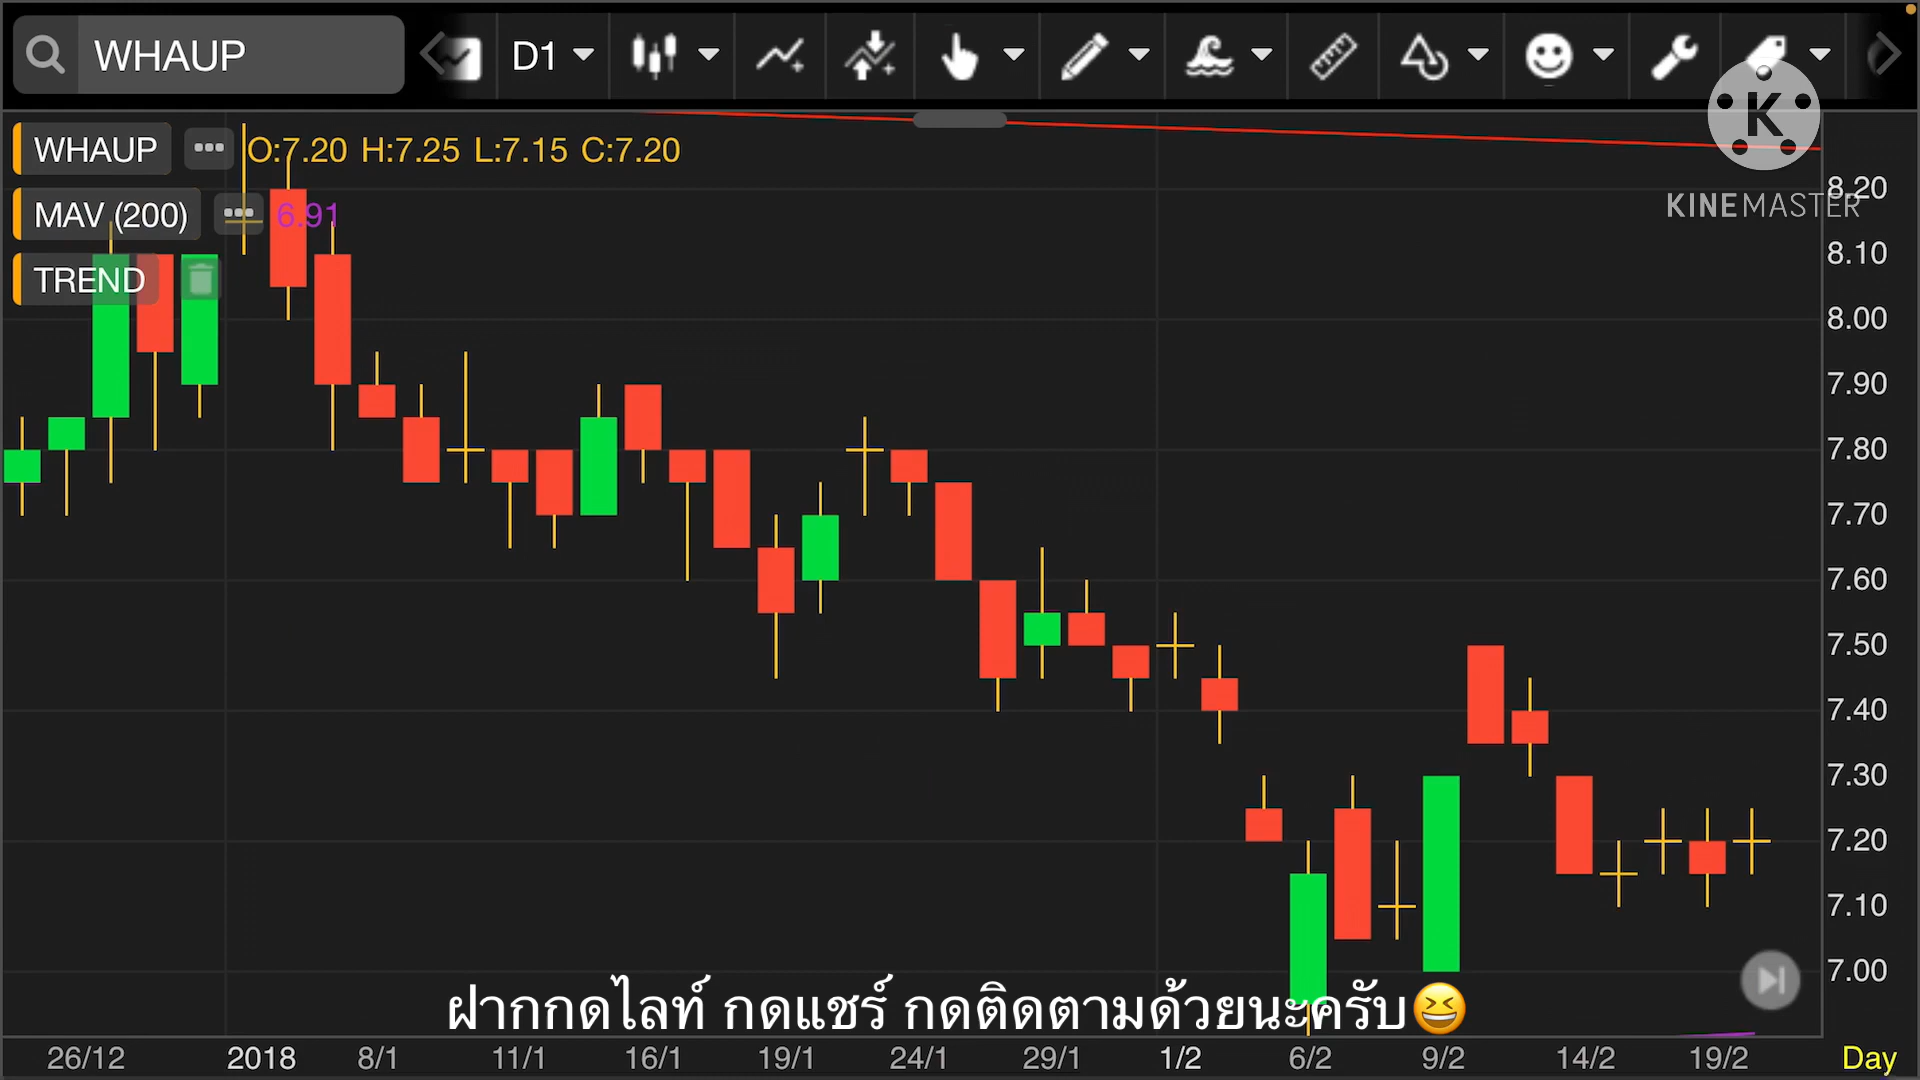 WHAUP D1
K
KINEMASTER
WHAUP ••• O:7.20 H:7.25 L:7.15 C:7.20
MAV (200) ••• 6.91
TREND
8.20
8.10
8.00
7.90
7.80
7.70
7.60
7.50
7.40
7.30
7.20
7.10
7.00
ฝากกดไลท์ กดแชร์ กดติดตามด้วยนะครับ😆
26/12 2018 8/1 11/1 16/1 19/1 24/1 29/1 1/2 6/2 9/2 14/2 19/2 Day